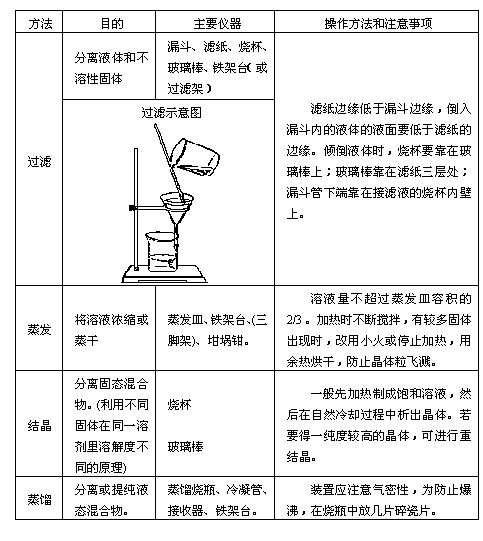 方法 目的 主要仪器 操作方法和注意事项
过滤
分离液体和不
溶性固体
漏斗、滤纸、烧杯、
玻璃棒、铁架台(或
过滤架)
过滤示意图
滤纸边缘低于漏斗边缘,倒入
漏斗内的液体的液面要低于滤纸的
边缘。倾倒液体时,烧杯要靠在玻
璃棒上;玻璃棒靠在滤纸三层处;
漏斗管下端靠在接滤液的烧杯内壁
上。
蒸发
将溶液浓缩或
蒸干
蒸发皿、铁架台、(三
脚架)、坩埚钳。
溶液量不超过蒸发皿容积的
2/3。加热时不断搅拌,有较多固体
出现时,改用小火或停止加热,用
余热烘干,防止晶体粒飞溅。
结晶
分离固态混合
物。(利用不同
固体在同一溶
剂里溶解度不
同的原理)
烧杯
玻璃棒
一般先加热制成饱和溶液,然
后在自然冷却过程中析出晶体。若
要得一纯度较高的晶体,可进行重
结晶。
蒸馏
分离或提纯液
态混合物。
蒸馏烧瓶、冷凝管、
接收器、铁架台。
装置应注意气密性,为防止爆
沸,在烧瓶中放几片碎瓷片。